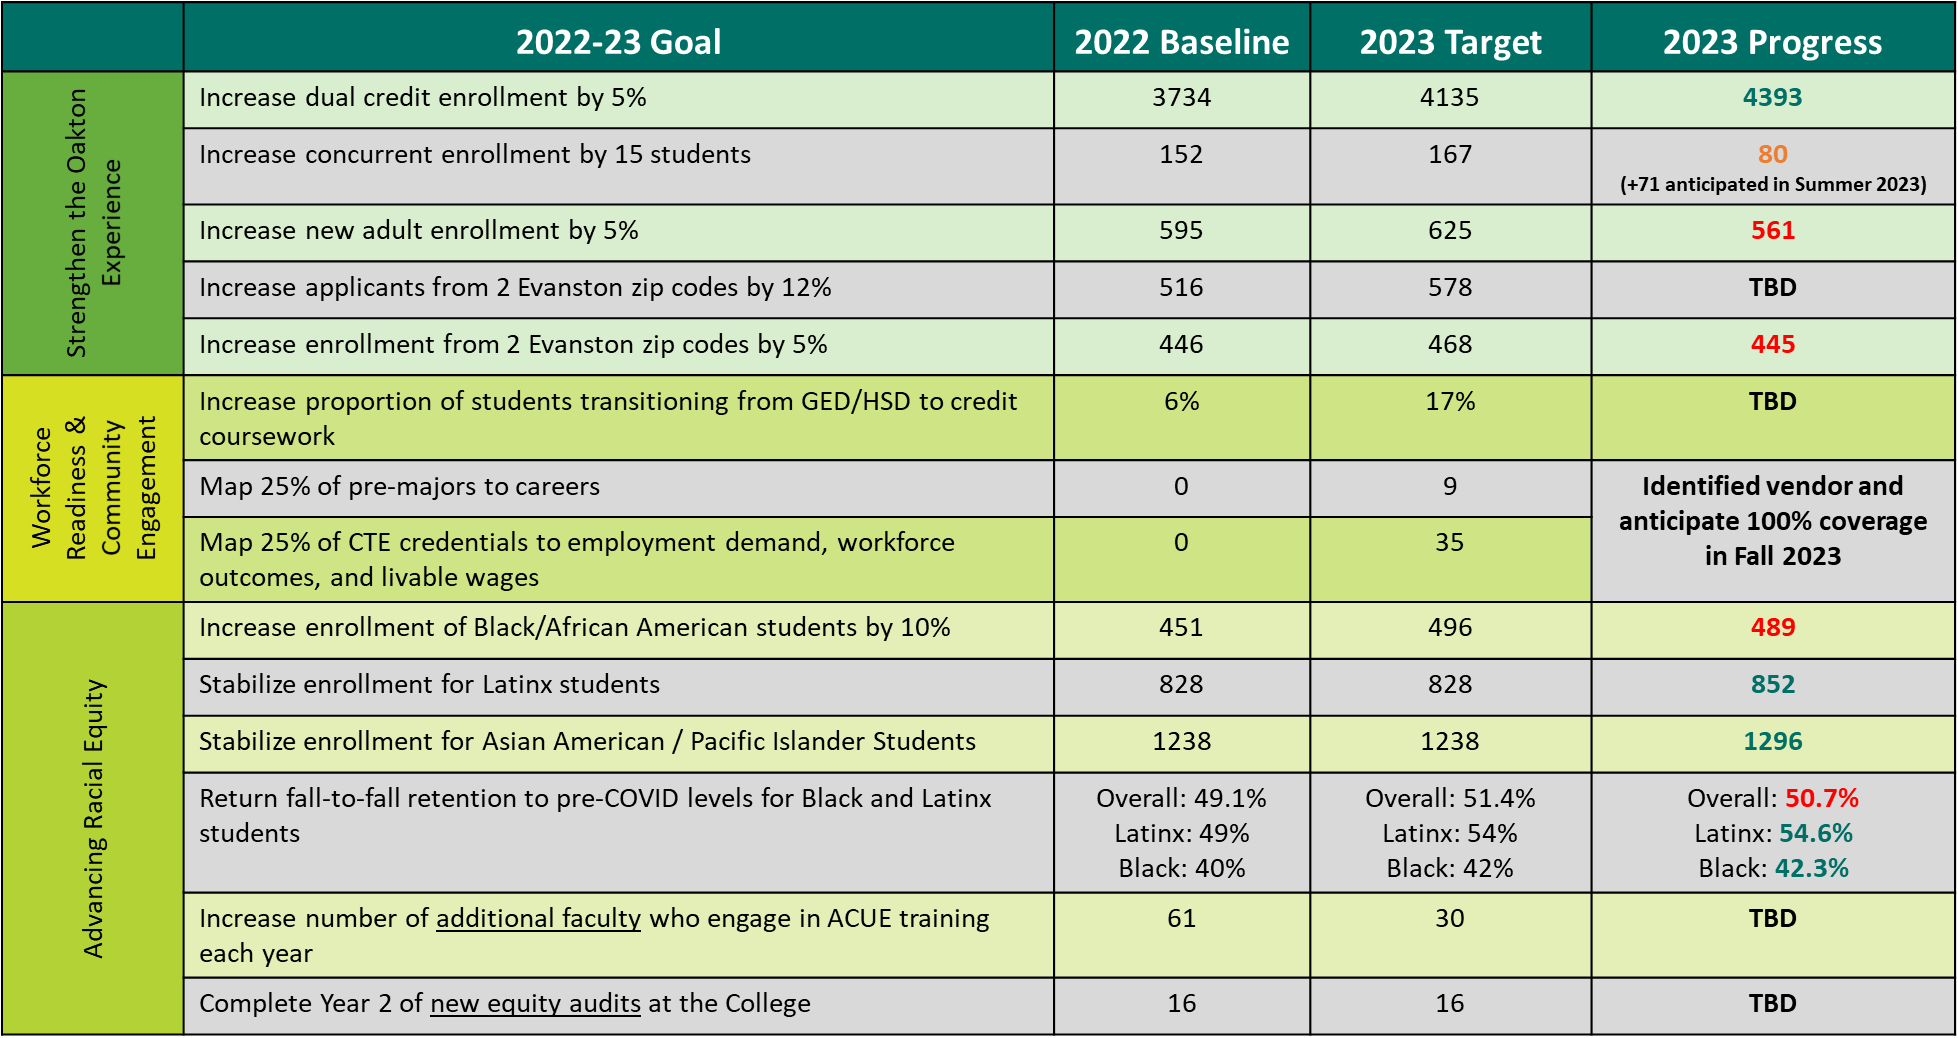 2022-23 Goal 2022 Baseline 2023 Target 2023 Progress
Strengthen the Oakton
Experience
Increase dual credit enrollment by 5% 3734 4135 4393
Increase concurrent enrollment by 15 students 152 167 80
(+71 anticipated in Summer 2023)
Increase new adult enrollment by 5% 595 625 561
Increase applicants from 2 Evanston zip codes by 12% 516 578 TBD
Increase enrollment from 2 Evanston zip codes by 5% 446 468 445
Workforce
Readiness &
Community
Engagement
Increase proportion of students transitioning from GED/HSD to credit 6% 17% TBD
coursework
Map 25% of pre-majors to careers 0 9 Identified vendor and
anticipate 100% coverage
Map 25% of CTE credentials to employment demand, workforce 0 35 in Fall 2023
outcomes, and livable wages
Advancing Racial Equity
Increase enrollment of Black/African American students by 10% 451 496 489
Stabilize enrollment for Latinx students 828 828 852
Stabilize enrollment for Asian American / Pacific Islander Students 1238 1238 1296
Return fall-to-fall retention to pre-COVID levels for Black and Latinx Overall: 49.1% Overall: 51.4% Overall: 50.7%
students Latinx: 49% Latinx: 54% Latinx: 54.6%
Black: 40% Black: 42% Black: 42.3%
Increase number of additional faculty who engage in ACUE training 61 30 TBD
each year
Complete Year 2 of new equity audits at the College 16 16 TBD